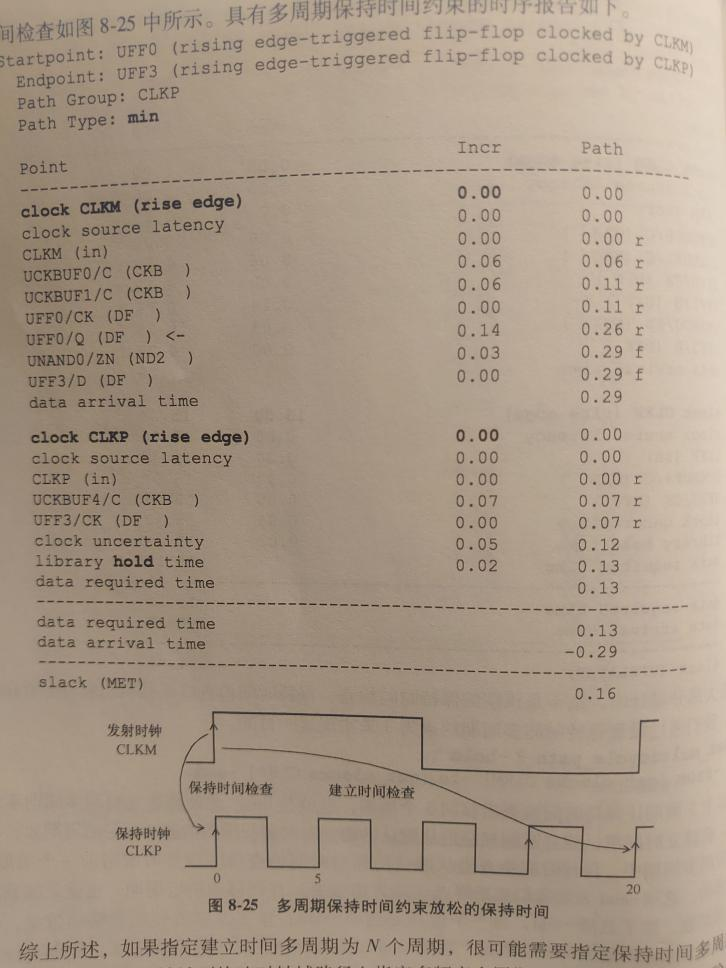 间检查如图 8-25 中所示。具有多周期保持时间约束的时序报告如下。
Startpoint: UFF0 (rising edge-triggered flip-flop clocked by CLKM)
Endpoint: UFF3 (rising edge-triggered flip-flop clocked by CLKP)
Path Group: CLKP
Path Type: min
Point Incr Path
clock CLKM (rise edge) 0.00 0.00
clock source latency 0.00 0.00
CLKM (in) 0.00 0.00 r
UCKBUF0/C (CKB ) 0.06 0.06 r
UCKBUF1/C (CKB ) 0.06 0.11 r
UFF0/CK (DF ) 0.00 0.11 r
UFF0/Q (DF ) <- 0.14 0.26 r
UNAND0/ZN (ND2 ) 0.03 0.29 f
UFF3/D (DF ) 0.00 0.29 f
data arrival time 0.29
clock CLKP (rise edge) 0.00 0.00
clock source latency 0.00 0.00
CLKP (in) 0.00 0.00 r
UCKBUF4/C (CKB ) 0.07 0.07 r
UFF3/CK (DF ) 0.00 0.07 r
clock uncertainty 0.05 0.12
library hold time 0.02 0.13
data required time 0.13
data required time 0.13
data arrival time -0.29
slack (MET) 0.16
发射时钟
CLKM
保持时间检查 建立时间检查
保持时钟
CLKP
0 5 20
图 8-25 多周期保持时间约束放松的保持时间
综上所述，如果指定建立时间多周期为 N 个周期，很可能需要指定保持时间多周